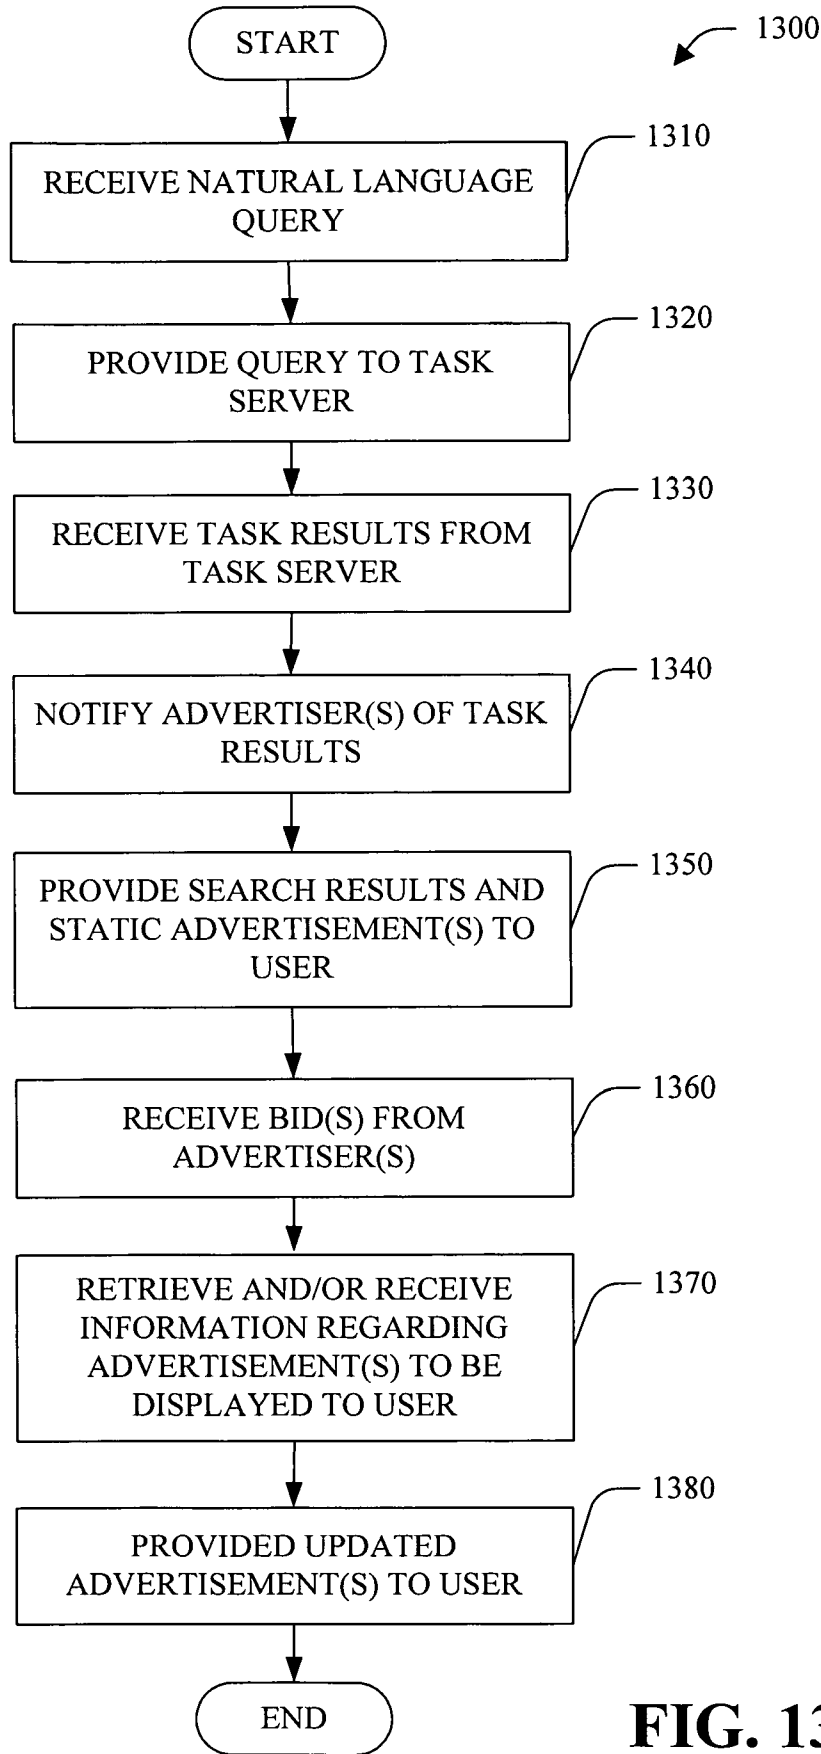 START
1300
1310
RECEIVE NATURAL LANGUAGE
QUERY
1320
PROVIDE QUERY TO TASK
SERVER
1330
RECEIVE TASK RESULTS FROM
TASK SERVER
1340
NOTIFY ADVERTISER(S) OF TASK
RESULTS
1350
PROVIDE SEARCH RESULTS AND
STATIC ADVERTISEMENT(S) TO
USER
1360
RECEIVE BID(S) FROM
ADVERTISER(S)
1370
RETRIEVE AND/OR RECEIVE
INFORMATION REGARDING
ADVERTISEMENT(S) TO BE
DISPLAYED TO USER
1380
PROVIDED UPDATED
ADVERTISEMENT(S) TO USER
END
FIG. 13